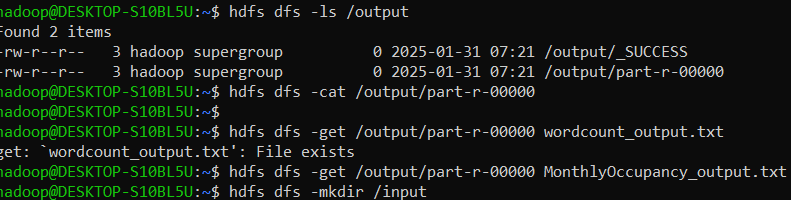 hadoop@DESKTOP-S10BL5U:~$ hdfs dfs -ls /output
Found 2 items
-rw-r--r--   3 hadoop supergroup          0 2025-01-31 07:21 /output/_SUCCESS
-rw-r--r--   3 hadoop supergroup          0 2025-01-31 07:21 /output/part-r-00000
hadoop@DESKTOP-S10BL5U:~$ hdfs dfs -cat /output/part-r-00000
hadoop@DESKTOP-S10BL5U:~$
hadoop@DESKTOP-S10BL5U:~$ hdfs dfs -get /output/part-r-00000 wordcount_output.txt
get: `wordcount_output.txt': File exists
hadoop@DESKTOP-S10BL5U:~$ hdfs dfs -get /output/part-r-00000 MonthlyOccupancy_output.txt
hadoop@DESKTOP-S10BL5U:~$ hdfs dfs -mkdir /input